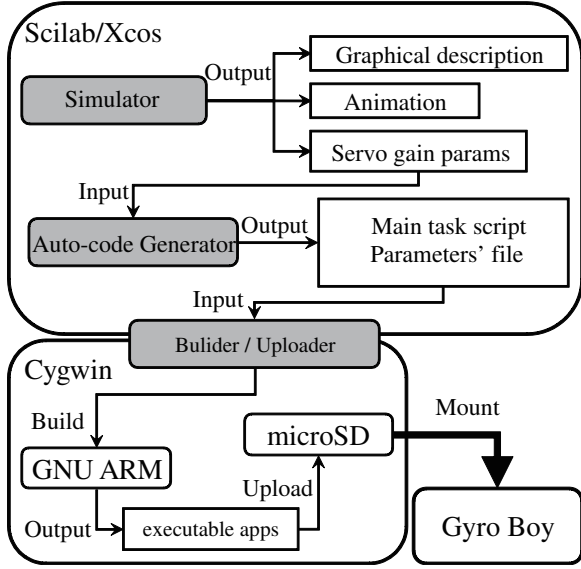 Scilab/Xcos
Graphical description
Output
Simulator
Animation
Servo gain params
Input
Output
Main task script
Auto-code Generator
Parameters' file
Input
Bulider / Uploader
Cygwin
Mount
Build
microSD
GNU ARM
Upload
Output
executable apps
Gyro Boy